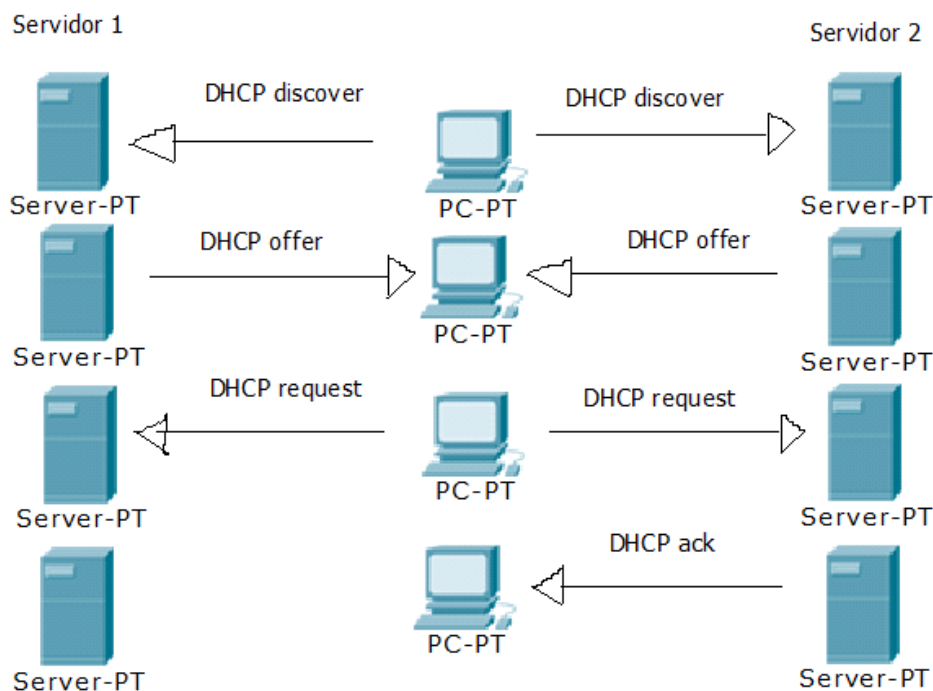 Servidor 1
Servidor 2
DHCP discover
DHCP discover
Server-PT
PC-PT
Server-PT
DHCP offer
DHCP offer
Server-PT
PC-PT
Server-PT
DHCP request
DHCP request
Server-PT
PC-PT
Server-PT
DHCP ack
Server-PT
PC-PT
Server-PT